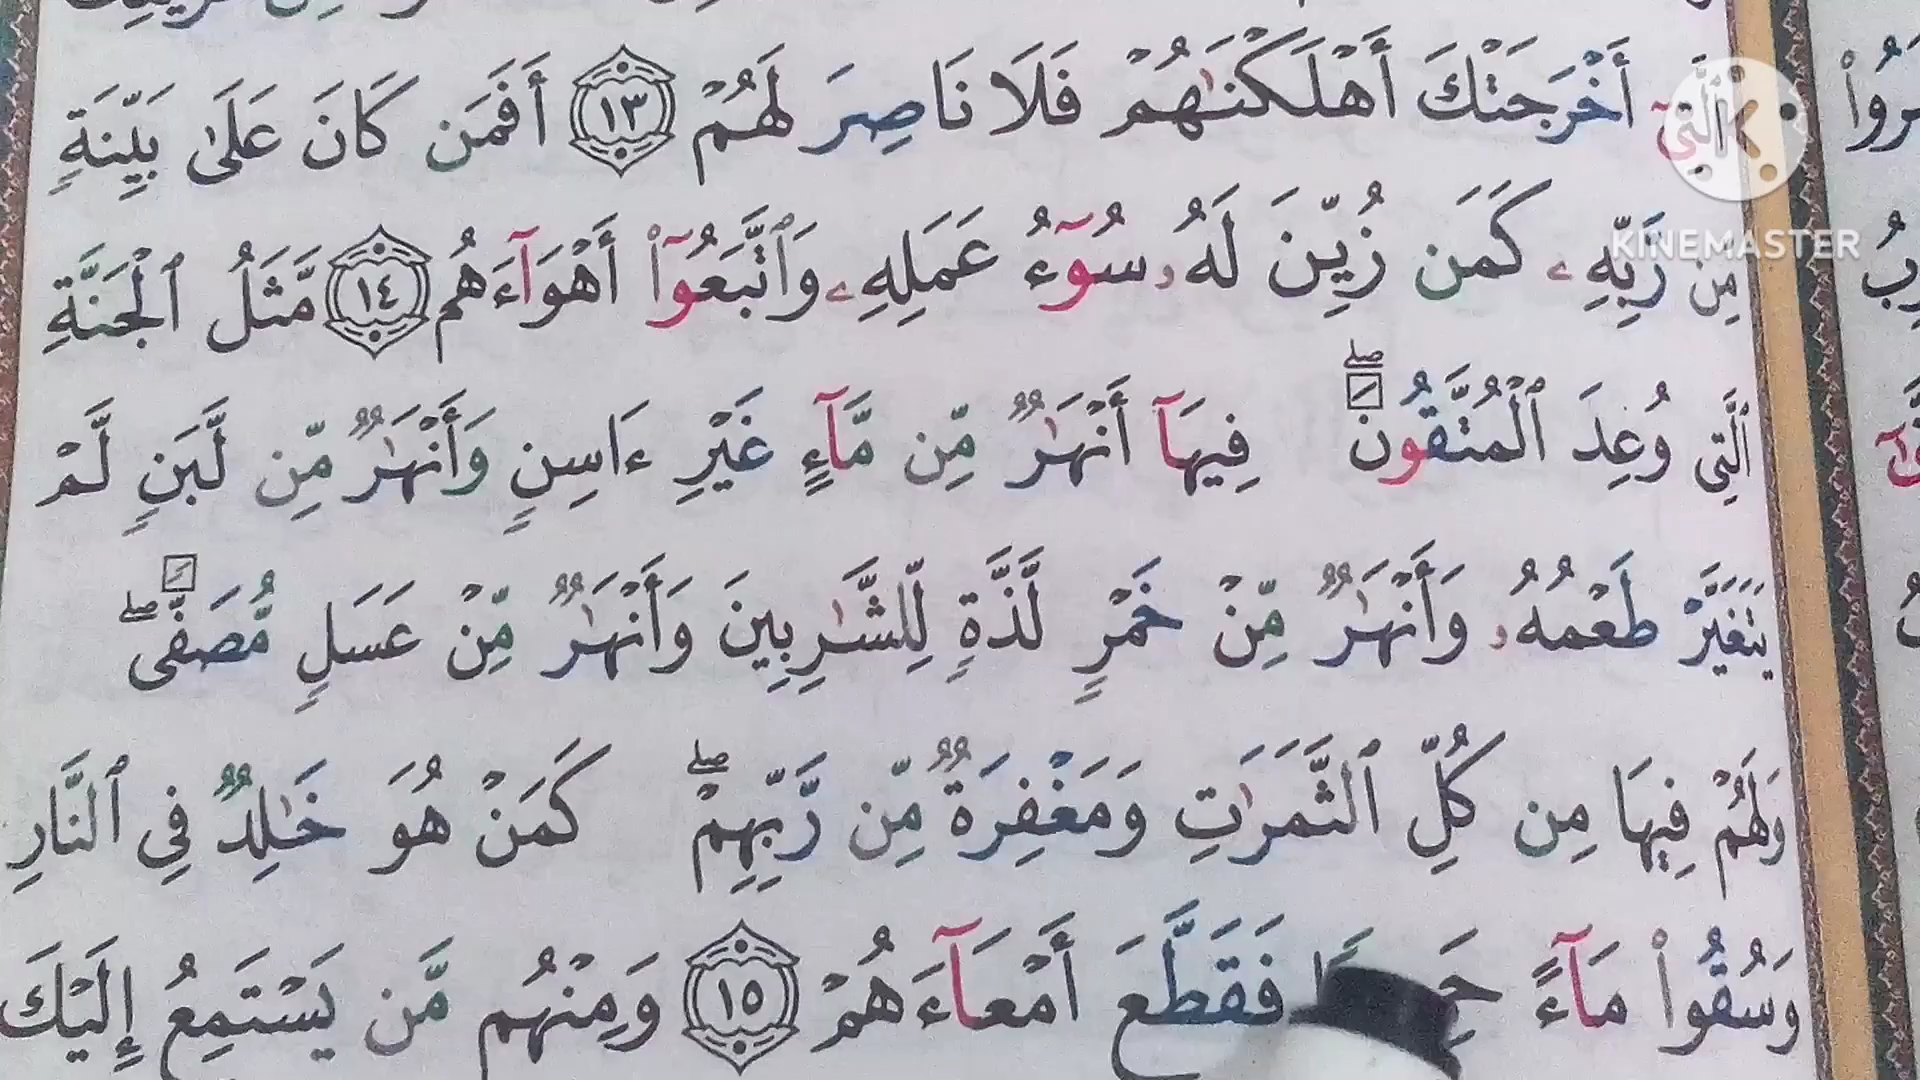 ٱلَّتِىٓ أَخْرَجَتْكَ أَهْلَكْنَٰهُمْ فَلَا نَاصِرَ لَهُمْ ١٣ أَفَمَن كَانَ عَلَىٰ بَيِّنَةٍ
مِّن رَّبِّهِۦ كَمَن زُيِّنَ لَهُۥ سُوٓءُ عَمَلِهِۦ وَٱتَّبَعُوٓا۟ أَهْوَآءَهُم ١٤ مَّثَلُ ٱلْجَنَّةِ
ٱلَّتِى وُعِدَ ٱلْمُتَّقُونَ ۖ فِيهَآ أَنْهَٰرٌ مِّن مَّآءٍ غَيْرِ ءَاسِنٍ وَأَنْهَٰرٌ مِّن لَّبَنٍ لَّمْ
يَتَغَيَّرْ طَعْمُهُۥ وَأَنْهَٰرٌ مِّنْ خَمْرٍ لَّذَّةٍ لِّلشَّٰرِبِينَ وَأَنْهَٰرٌ مِّنْ عَسَلٍ مُّصَفًّى ۖ
وَلَهُمْ فِيهَا مِن كُلِّ ٱلثَّمَرَٰتِ وَمَغْفِرَةٌ مِّن رَّبِّهِمْ ۖ كَمَنْ هُوَ خَٰلِدٌ فِى ٱلنَّارِ
وَسُقُوا۟ مَآءً فَقَطَّعَ أَمْعَآءَهُمْ ١٥ وَمِنْهُم مَّن يَسْتَمِعُ إِلَيْكَ
KINEMASTER